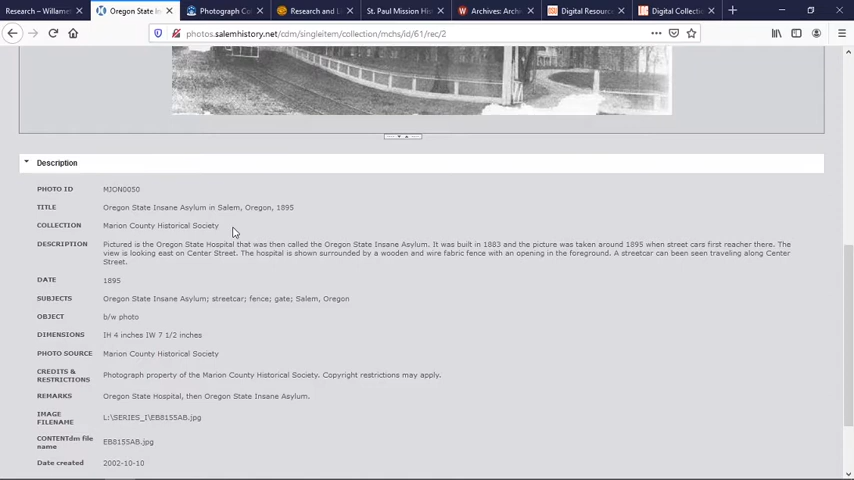 Research – Willame
Oregon State In
Photograph Co
Research and L
St. Paul Mission His
Archives: Arch
Digital Resour
Digital Collecti
photos.salemhistory.net/cdm/singleitem/collection/mchs/id/61/rec/2
Description
PHOTO ID MJON0050
TITLE Oregon State Insane Asylum in Salem, Oregon, 1895
COLLECTION Marion County Historical Society
DESCRIPTION Pictured is the Oregon State Hospital that was then called the Oregon State Insane Asylum. It was built in 1883 and the picture was taken around 1895 when street cars first reacher there. The
view is looking east on Center Street. The hospital is shown surrounded by a wooden and wire fabric fence with an opening in the foreground. A streetcar can been seen traveling along Center
Street.
DATE 1895
SUBJECTS Oregon State Insane Asylum; streetcar; fence; gate; Salem, Oregon
OBJECT b/w photo
DIMENSIONS IH 4 inches IW 7 1/2 inches
PHOTO SOURCE Marion County Historical Society
CREDITS &
RESTRICTIONS Photograph property of the Marion County Historical Society. Copyright restrictions may apply.
REMARKS Oregon State Hospital, then Oregon State Insane Asylum.
IMAGE
FILENAME L:\SERIES_I\EB8155AB.jpg
CONTENTdm file
name EB8155AB.jpg
Date created 2002-10-10